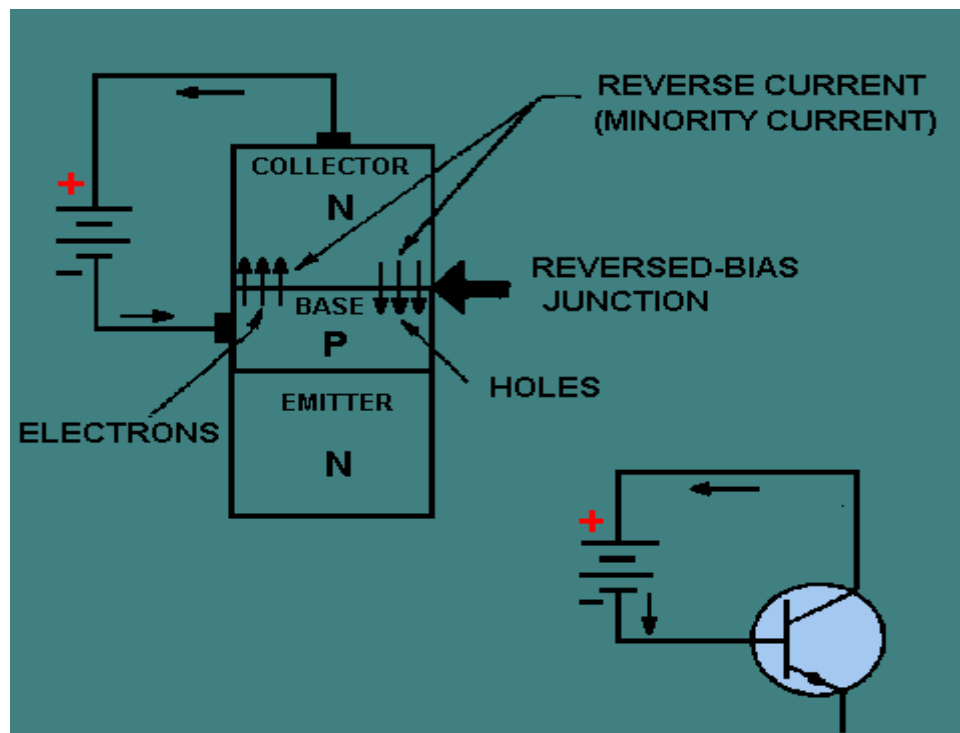 REVERSE CURRENT
(MINORITY CURRENT)
+
COLLECTOR
N
–
REVERSED-BIAS
JUNCTION
BASE
P
HOLES
EMITTER
ELECTRONS
N
+
–